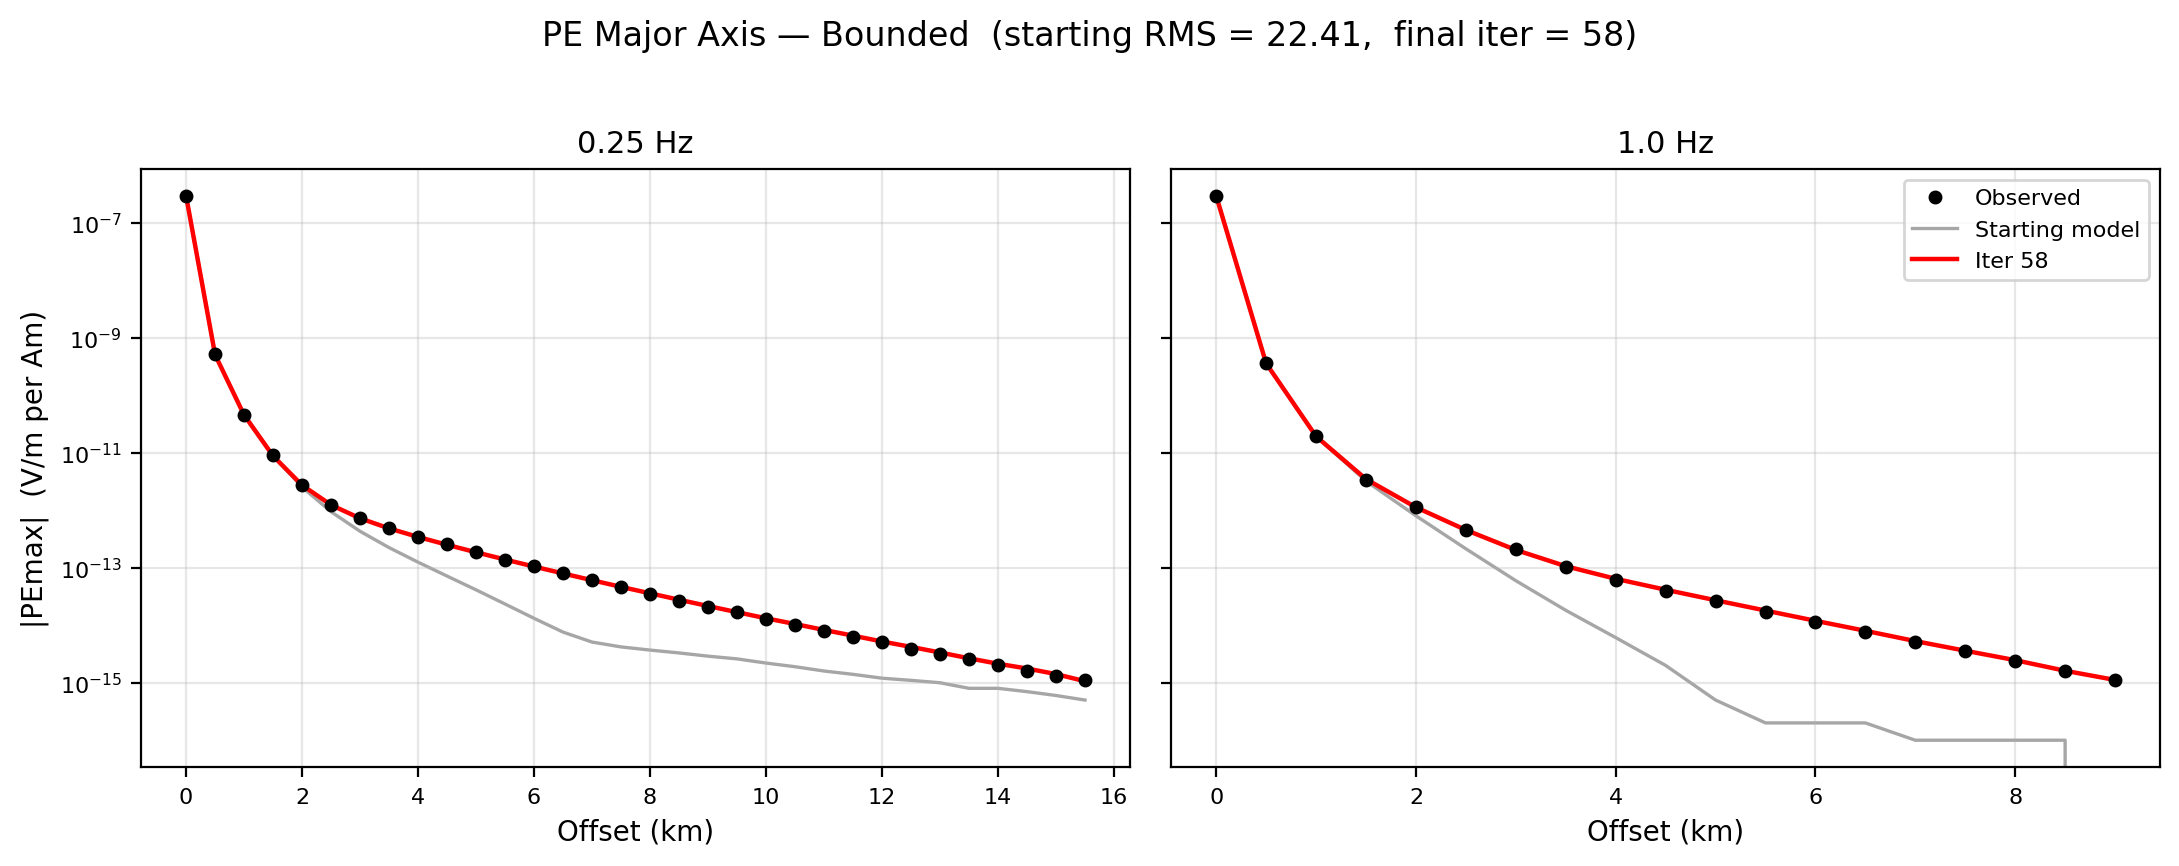 PE Major Axis — Bounded  (starting RMS = 22.41,  final iter = 58)
0.25 Hz
|PEmax|  (V/m per Am)
10⁻⁷
10⁻⁹
10⁻¹¹
10⁻¹³
10⁻¹⁵
0 2 4 6 8 10 12 14 16
Offset (km)
1.0 Hz
Observed
Starting model
Iter 58
0 2 4 6 8
Offset (km)